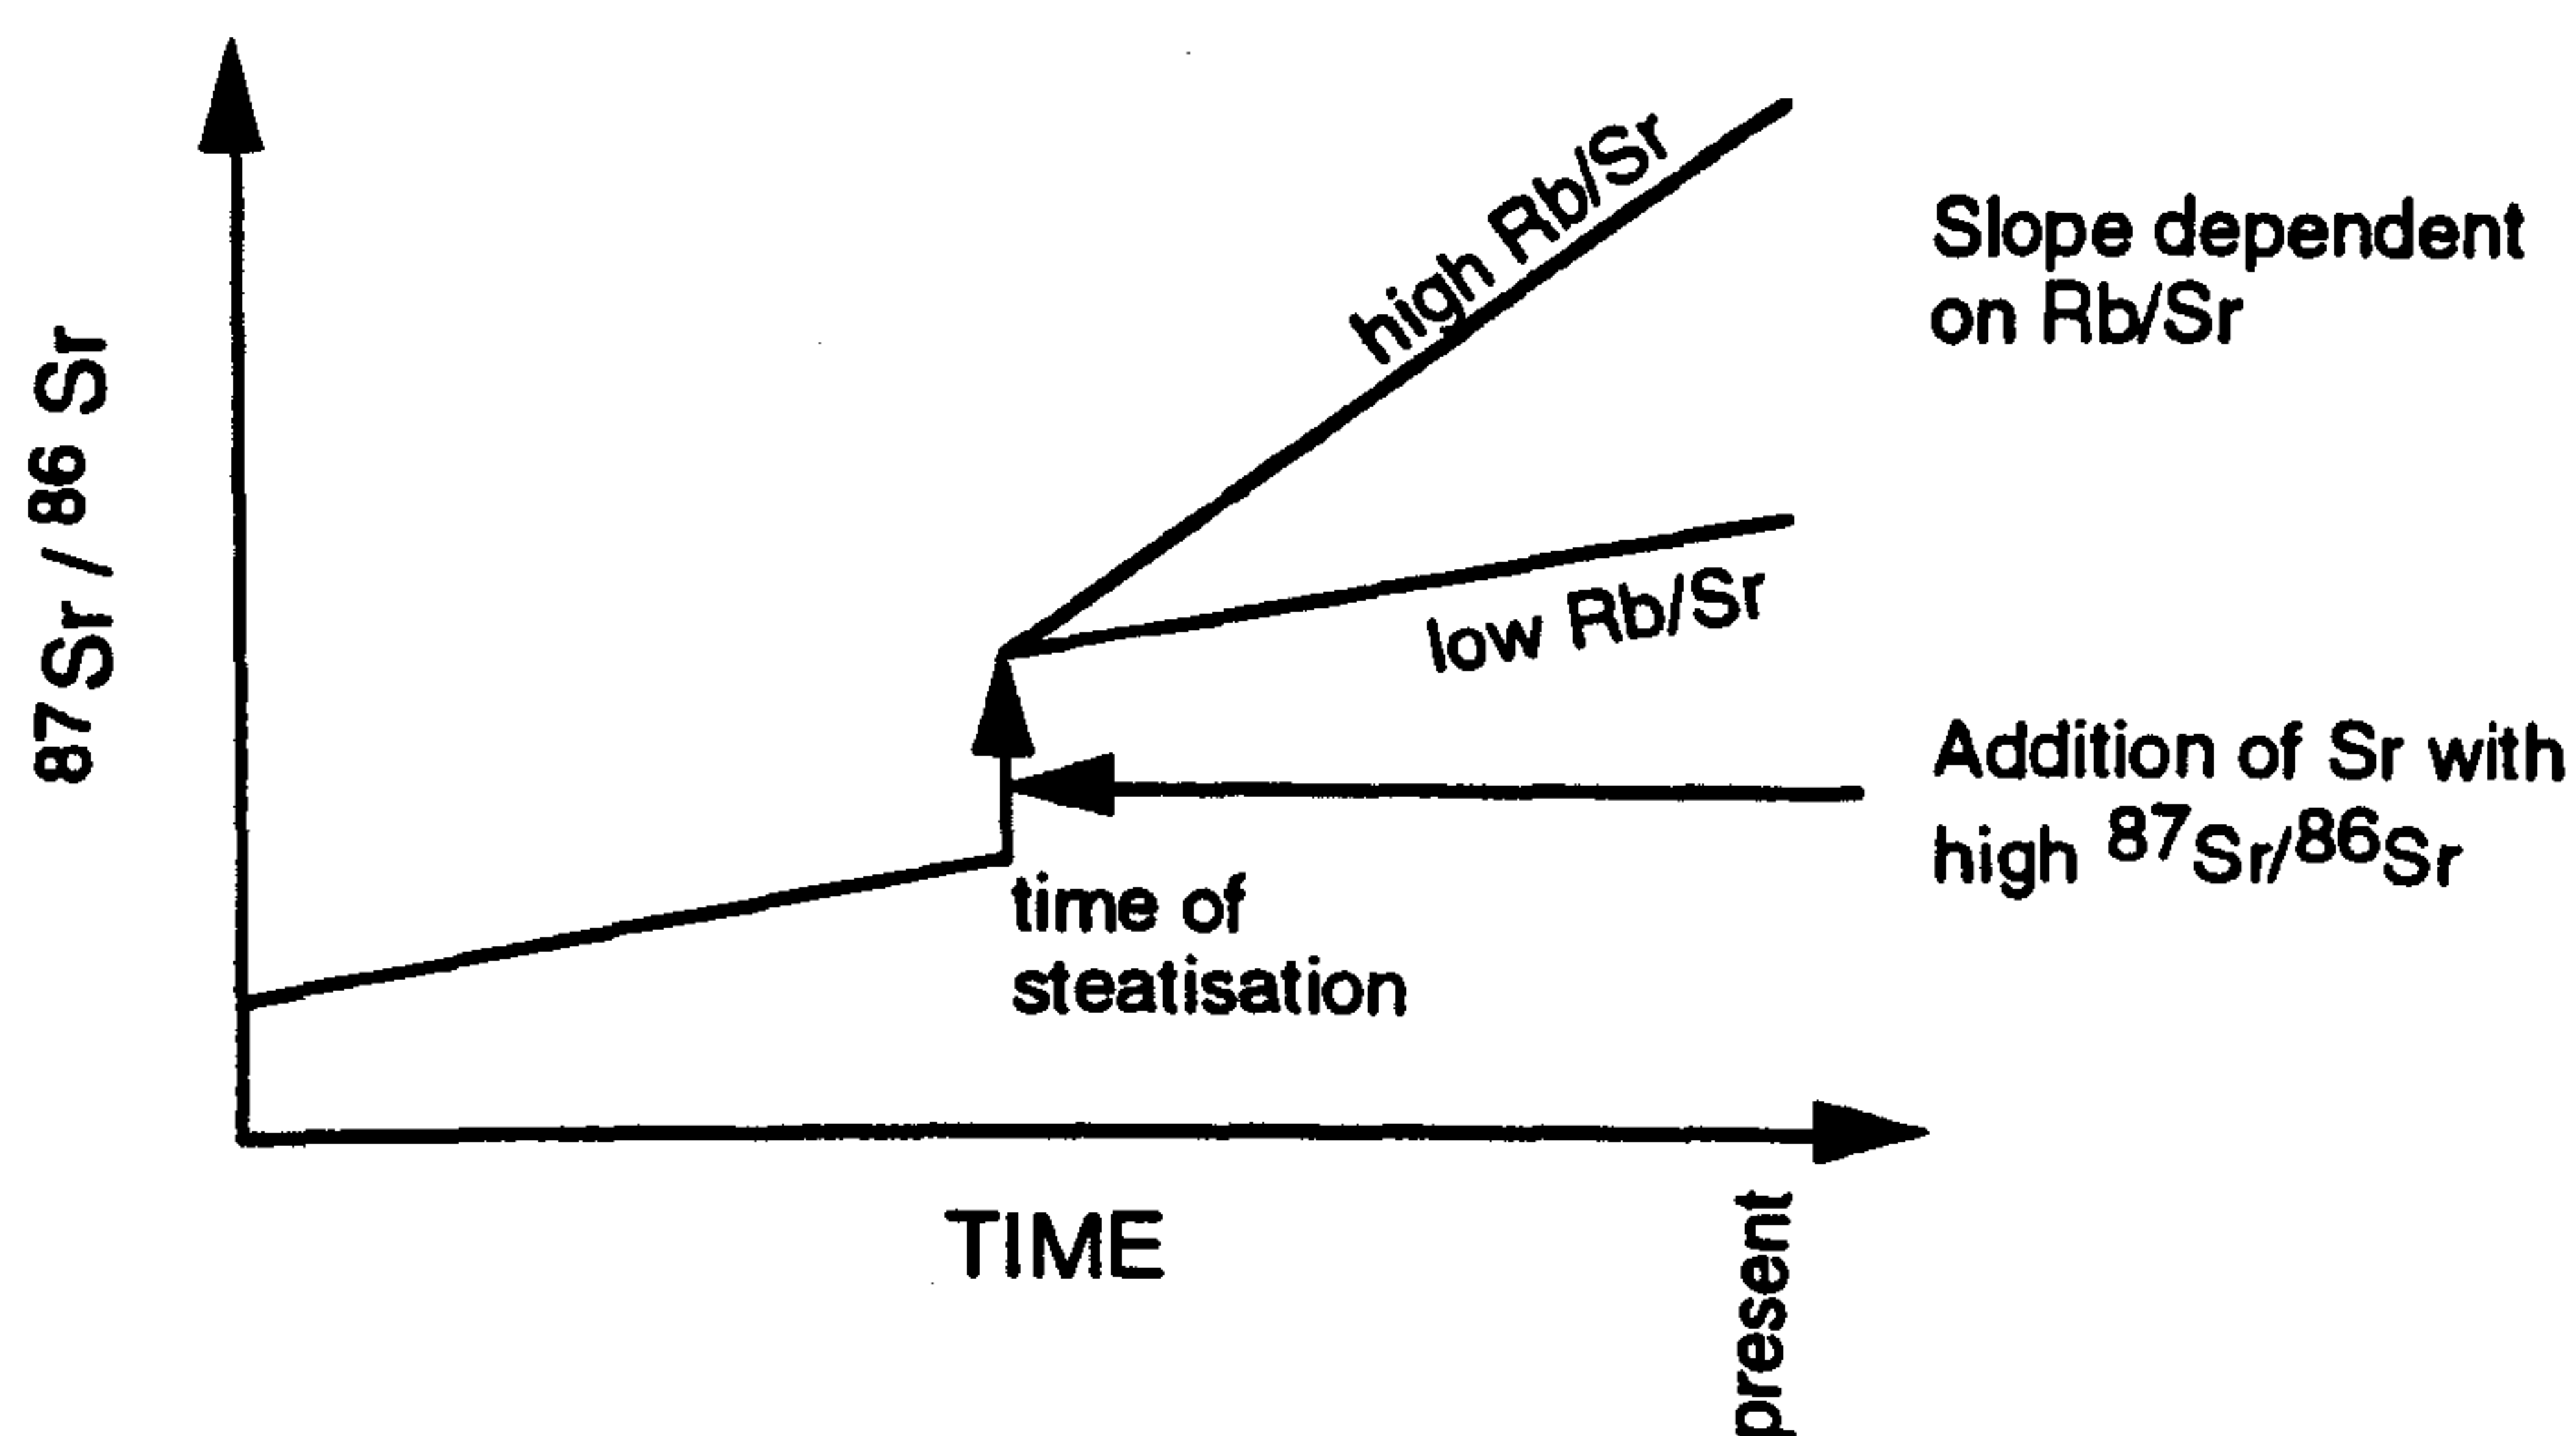 87Sr / 86 Sr
high Rb/Sr
Slope dependent
on Rb/Sr
low Rb/Sr
Addition of Sr with
high 87Sr/86Sr
time of
steatisation
TIME
present